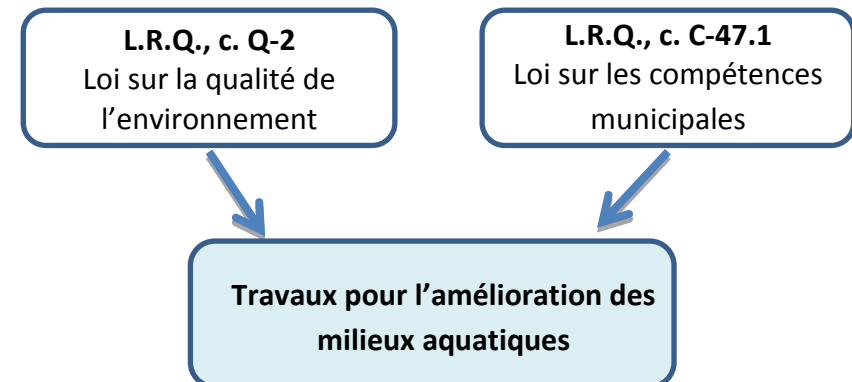 L.R.Q., c. Q-2
Loi sur la qualité de
l’environnement
L.R.Q., c. C-47.1
Loi sur les compétences
municipales
Travaux pour l’amélioration des
milieux aquatiques